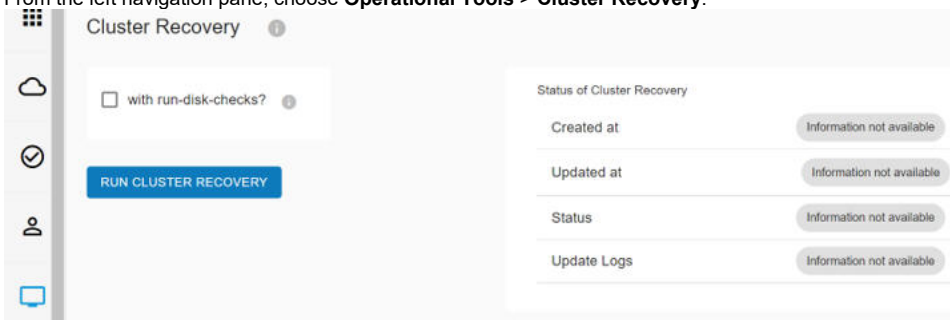 From the left navigation pane, choose Operational Tools > Cluster Recovery.
Cluster Recovery
with run-disk-checks?
RUN CLUSTER RECOVERY
Status of Cluster Recovery
Created at Information not available
Updated at Information not available
Status Information not available
Update Logs Information not available